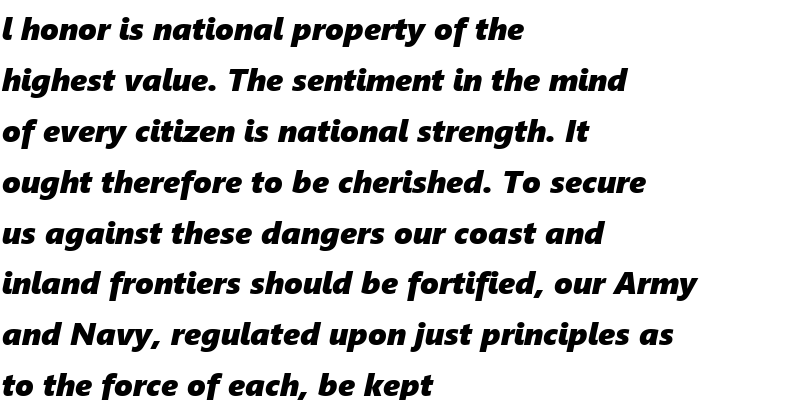 l honor is national property of the
highest value. The sentiment in the mind
of every citizen is national strength. It
ought therefore to be cherished. To secure
us against these dangers our coast and
inland frontiers should be fortified, our Army
and Navy, regulated upon just principles as
to the force of each, be kept